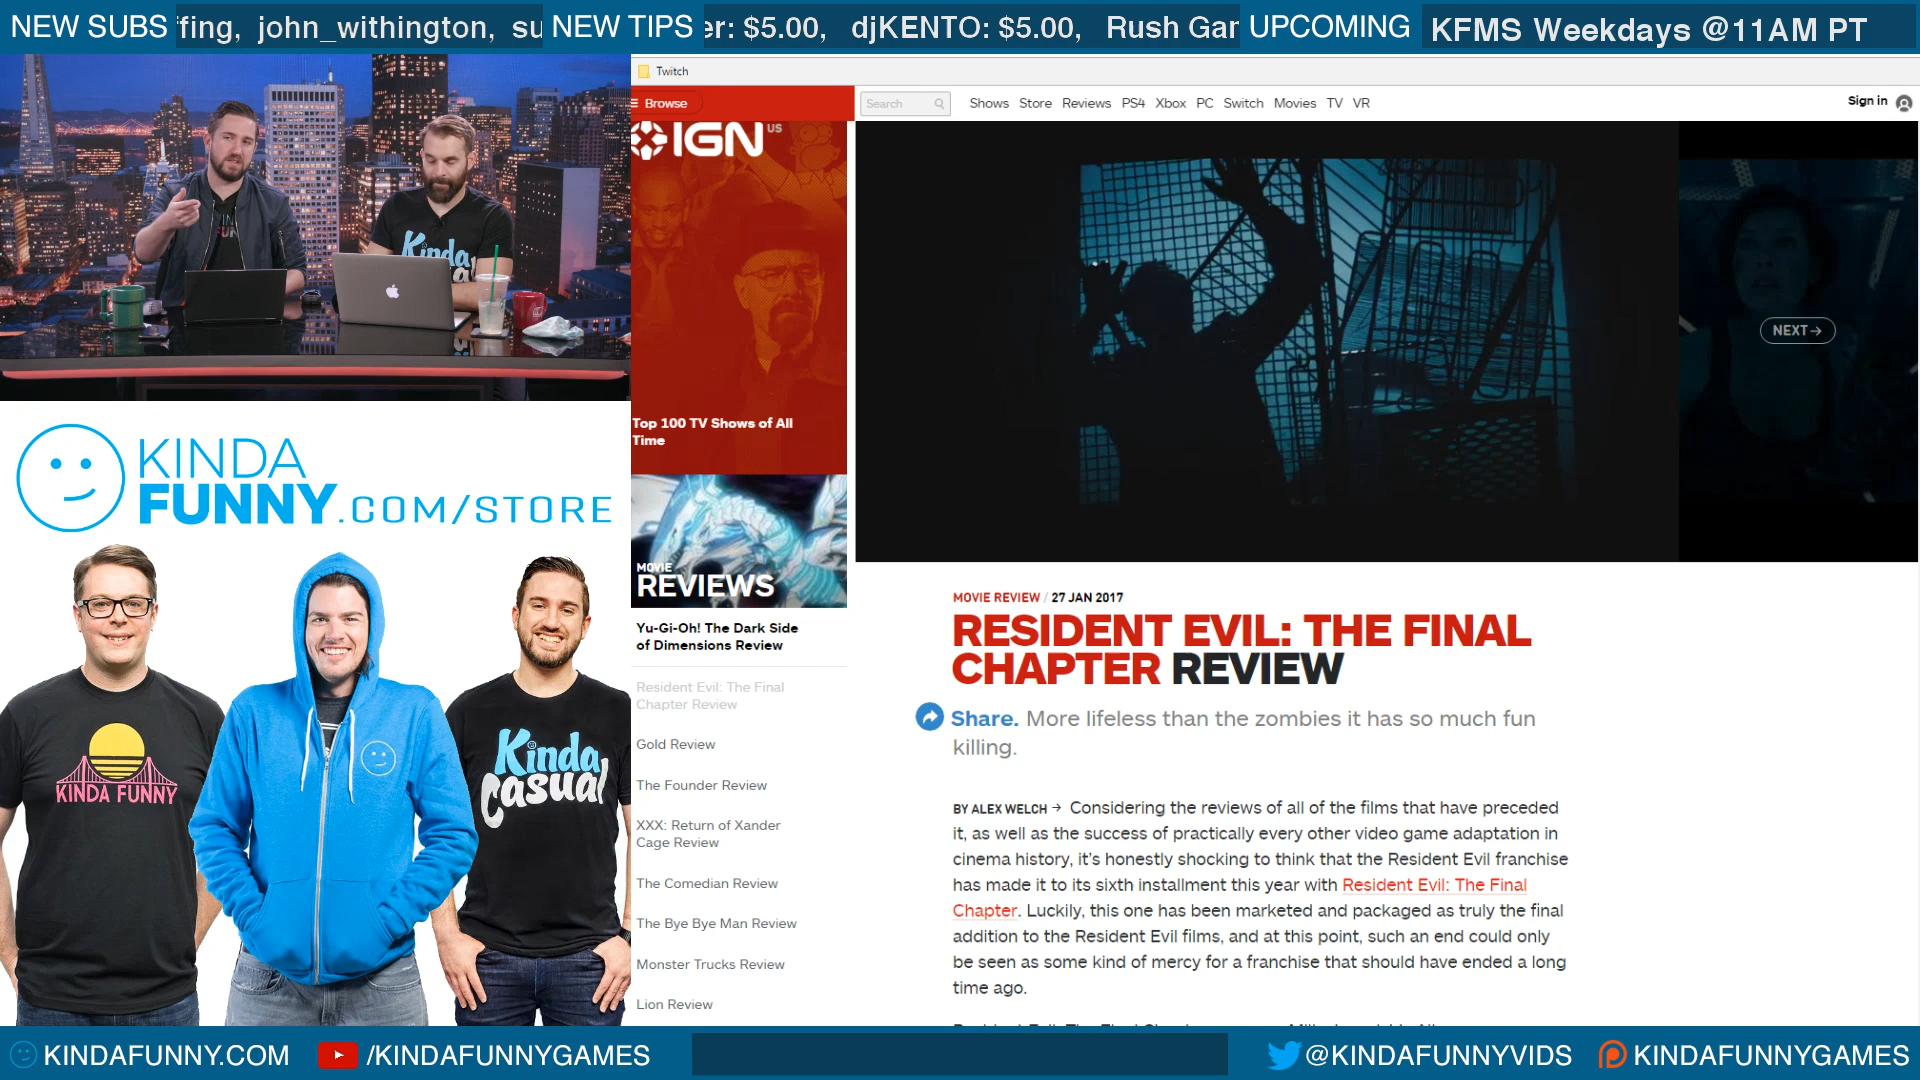 NEW SUBS ffing, john_withington, su NEW TIPS er: $5.00, djKENTO: $5.00, Rush Gar UPCOMING KFMS Weekdays @11AM PT
Twitch
Browse
Search
Shows Store Reviews PS4 Xbox PC Switch Movies TV VR
Sign in
IGN US
Top 100 TV Shows of All
Time
MOVIE
REVIEWS
Yu-Gi-Oh! The Dark Side
of Dimensions Review
Resident Evil: The Final
Chapter Review
Gold Review
The Founder Review
XXX: Return of Xander
Cage Review
The Comedian Review
The Bye Bye Man Review
Monster Trucks Review
Lion Review
NEXT→
MOVIE REVIEW / 27 JAN 2017
RESIDENT EVIL: THE FINAL
CHAPTER REVIEW
Share. More lifeless than the zombies it has so much fun
killing.
BY ALEX WELCH → Considering the reviews of all of the films that have preceded
it, as well as the success of practically every other video game adaptation in
cinema history, it's honestly shocking to think that the Resident Evil franchise
has made it to its sixth installment this year with Resident Evil: The Final
Chapter. Luckily, this one has been marketed and packaged as truly the final
addition to the Resident Evil films, and at this point, such an end could only
be seen as some kind of mercy for a franchise that should have ended a long
time ago.
Kinda
KINDA
FUNNY.COM/STORE
KINDA FUNNY
Kinda
Casual
KINDAFUNNY.COM /KINDAFUNNYGAMES @KINDAFUNNYVIDS KINDAFUNNYGAMES